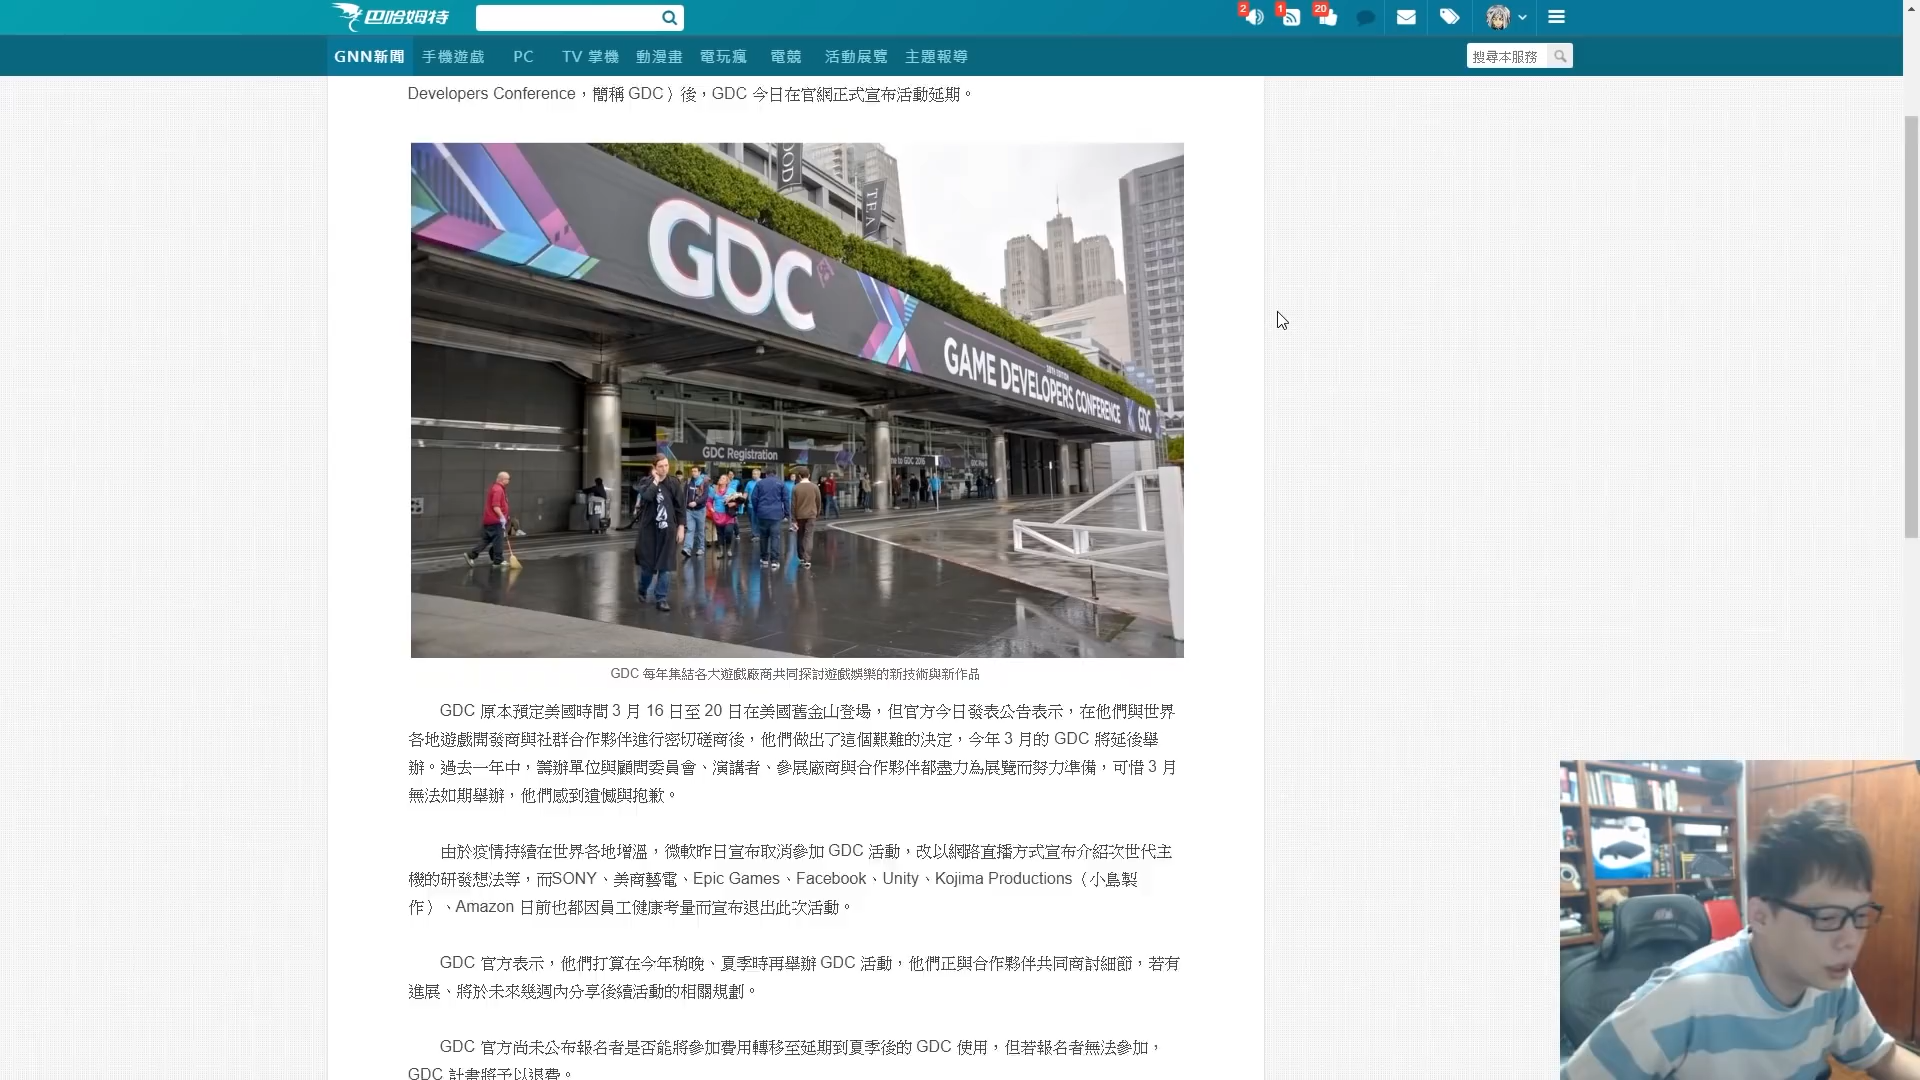 巴哈姆特
2
1
20
GNN新聞 手機遊戲 PC TV 掌機 動漫畫 電玩瘋 電競 活動展覽 主題報導
搜尋本服務
Developers Conference，簡稱 GDC）後，GDC 今日在官網正式宣布活動延期。
TEA
GDC
GAME DEVELOPERS CONFERENCE
GDC
GDC Registration
GDC 每年集結各大遊戲廠商共同探討遊戲娛樂的新技術與新作品
GDC 原本預定美國時間 3 月 16 日至 20 日在美國舊金山登場，但官方今日發表公告表示，在他們與世界
各地遊戲開發商與社群合作夥伴進行密切磋商後，他們做出了這個艱難的決定，今年 3 月的 GDC 將延後舉
辦。過去一年中，籌辦單位與顧問委員會、演講者、參展廠商與合作夥伴都盡力為展覽而努力準備，可惜 3 月
無法如期舉辦，他們感到遺憾與抱歉。
由於疫情持續在世界各地增溫，微軟昨日宣布取消參加 GDC 活動，改以網路直播方式宣布介紹次世代主
機的研發想法等，而SONY、美商藝電、Epic Games、Facebook、Unity、Kojima Productions（小島製
作）、Amazon 日前也都因員工健康考量而宣布退出此次活動。
GDC 官方表示，他們打算在今年稍晚、夏季時再舉辦 GDC 活動，他們正與合作夥伴共同商討細節，若有
進展、將於未來幾週內分享後續活動的相關規劃。
GDC 官方尚未公布報名者是否能將參加費用轉移至延期到夏季後的 GDC 使用，但若報名者無法參加，
GDC 計畫將予以退費。